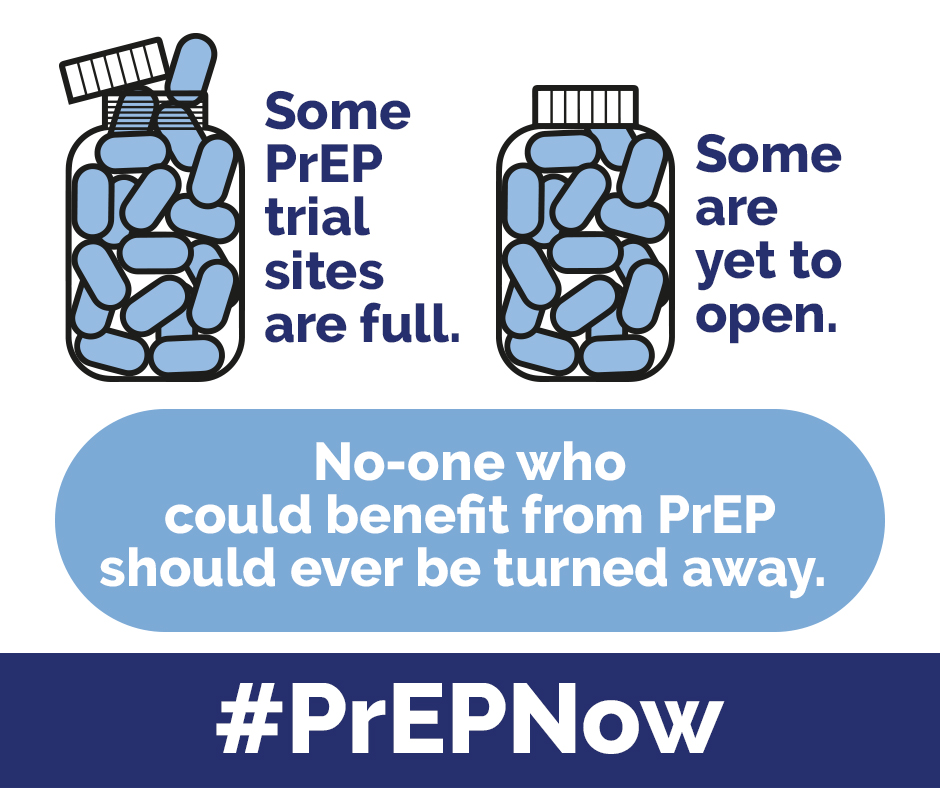 Some
PrEP
trial
sites
are full.
Some
are
yet to
open.
No-one who
could benefit from PrEP
should ever be turned away.
#PrEPNow